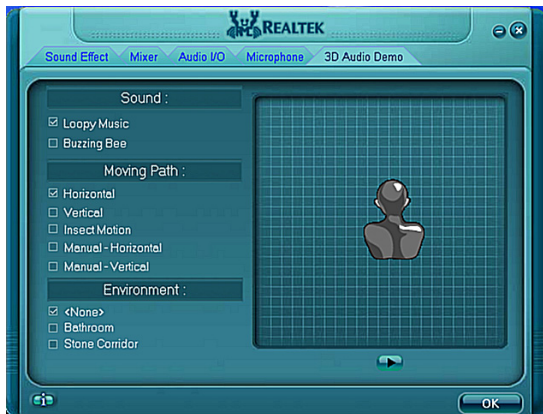 REALTEK
Sound Effect Mixer Audio I/O Microphone 3D Audio Demo
Sound :
Loopy Music
Buzzing Bee
Moving Path :
Horizontal
Vertical
Insect Motion
Manual-Horizontal
Manual-Vertical
Environment :
<None>
Bathroom
Stone Corridor
i
OK